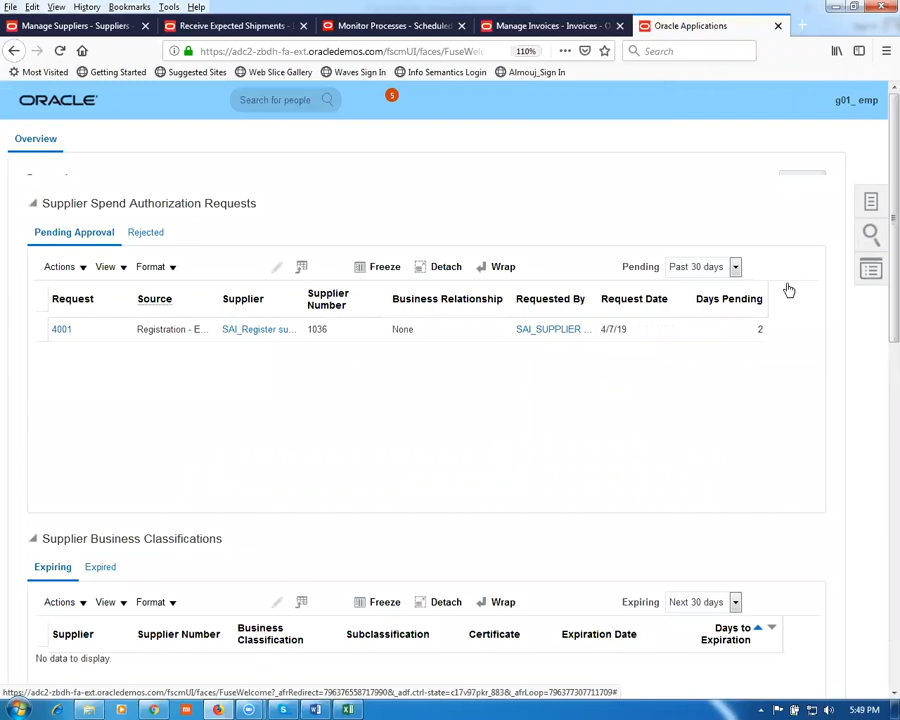 File Edit View History Bookmarks Tools Help
Manage Suppliers - Suppliers - Receive Expected Shipments - Monitor Processes - Scheduled Manage Invoices - Invoices - O Oracle Applications
https://adc2-zbdh-fa-ext.oracledemos.com/fscmUI/faces/FuseWelc 110% Search
Most Visited Getting Started Suggested Sites Web Slice Gallery Waves Sign In Info Semantics Login Almouj_Sign In
ORACLE Search for people 5 g01_ emp
Overview
Supplier Spend Authorization Requests
Pending Approval Rejected
Actions View Format Freeze Detach Wrap Pending Past 30 days
Request Source Supplier Supplier Number Business Relationship Requested By Request Date Days Pending
4001 Registration - E... SAI_Register su... 1036 None SAI_SUPPLIER ... 4/7/19 2
Supplier Business Classifications
Expiring Expired
Actions View Format Freeze Detach Wrap Expiring Next 30 days
Supplier Supplier Number Business Classification Subclassification Certificate Expiration Date Days to Expiration
No data to display.
https://adc2-zbdh-fa-ext.oracledemos.com/fscmUI/faces/FuseWelcome?_afrRedirect=7963765587179906&_adf.ctrl-state=c17v97pkr_883&_afrLoop=796377307711709#
5:49 PM